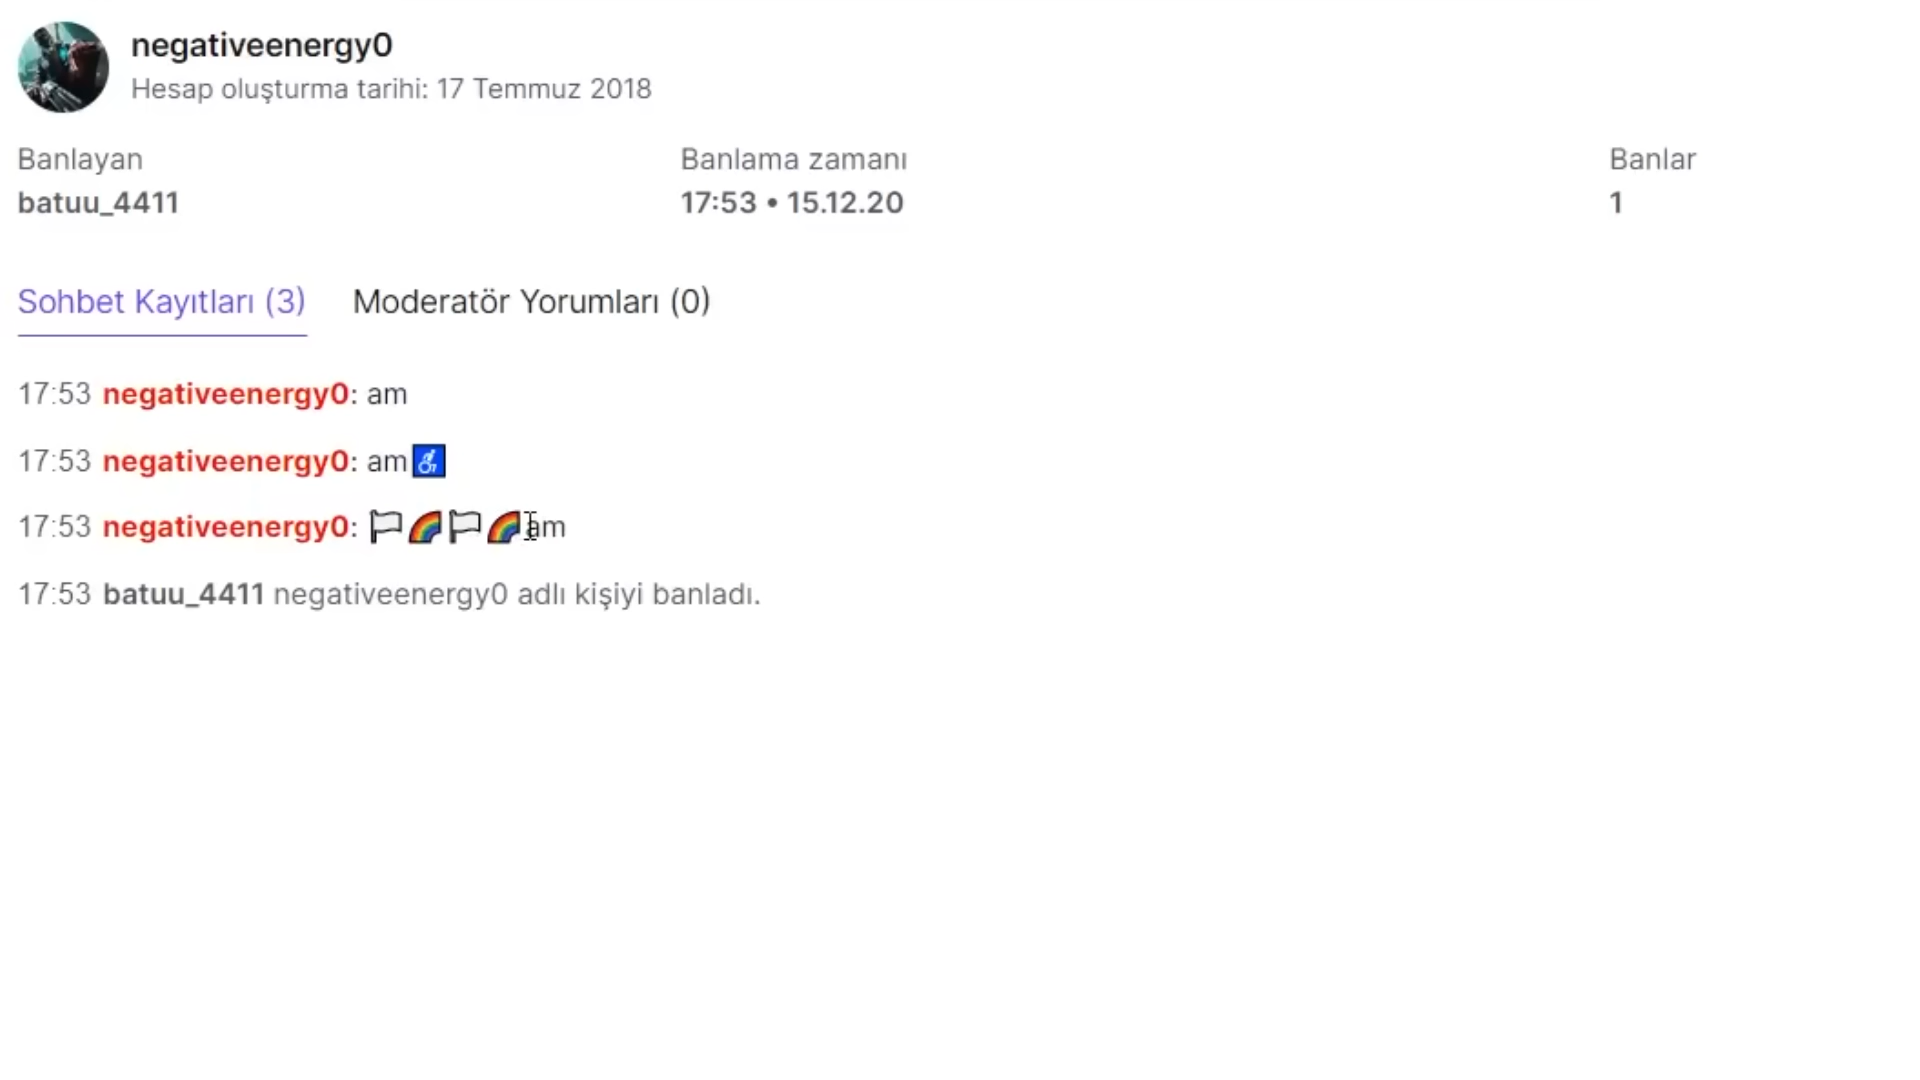 negativeenergy0
Hesap oluşturma tarihi: 17 Temmuz 2018
Banlayan
Banlama zamanı
Banlar
batuu_4411
17:53 • 15.12.20
1
Sohbet Kayıtları (3)
Moderatör Yorumları (0)
17:53 negativeenergy0: am
17:53 negativeenergy0: am♿
17:53 negativeenergy0: 🏳🌈🏳🌈am
17:53 batuu_4411 negativeenergy0 adlı kişiyi banladı.